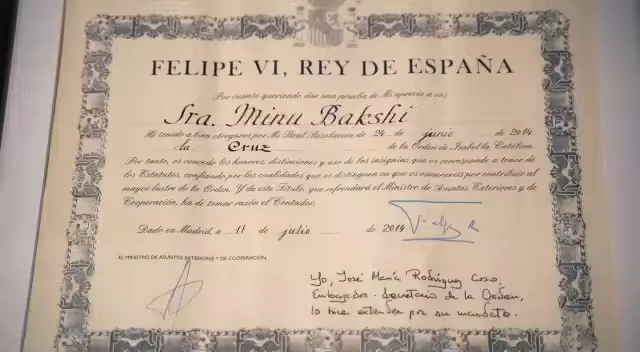 FELIPE VI, REY DE ESPAÑA
Por cuanto queriendo dar una prueba de Mi aprecio a vos
Sra. Minu Bakshi
He tenido a bien otorgaros por Mi Real Resolución de 24 de junio de 2014
la Cruz de la Orden de Isabel la Católica.
Por tanto, os concedo los honores, distinciones y uso de las insignias que os corresponde a tenor de
los Estatutos, confiando por las cualidades que os distinguen en que os esmeraréis por contribuir al
mayor lustre de la Orden. Y de este Título, que refrendará el Ministro de Asuntos Exteriores y de
Cooperación, ha de tomar razón el Contador.
Dado en Madrid, a 11 de julio de 2014
EL MINISTRO DE ASUNTOS EXTERIORES Y DE COOPERACIÓN
Yo, José María Rodríguez Coso,
Embajador-Secretario de la Orden,
lo hice extender por su mandato.